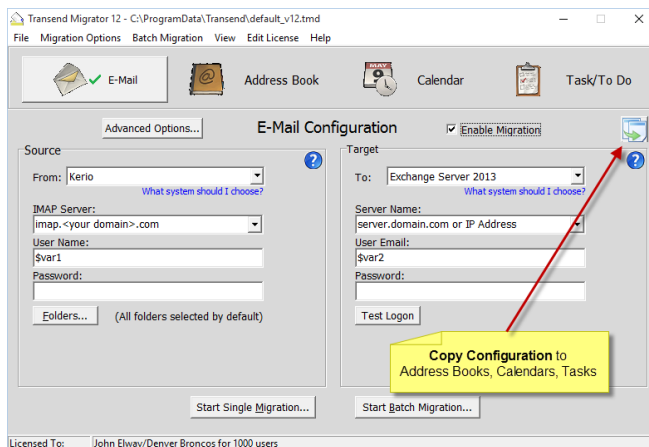 Transend Migrator 12 - C:\ProgramData\Transend\default_v12.tmd
File Migration Options Batch Migration View Edit License Help
E-Mail
Address Book
MAY
Calendar
Task/To Do
Advanced Options...
E-Mail Configuration
Enable Migration
Source
From: Kerio
What system should I choose?
IMAP Server:
imap.<your domain>.com
User Name:
$var1
Password:
Folders... (All folders selected by default)
Target
To: Exchange Server 2013
What system should I choose?
Server Name:
server.domain.com or IP Address
User Email:
$var2
Password:
Test Logon
Copy Configuration to
Address Books, Calendars, Tasks
Start Single Migration...
Start Batch Migration...
Licensed To: John Elway/Denver Broncos for 1000 users